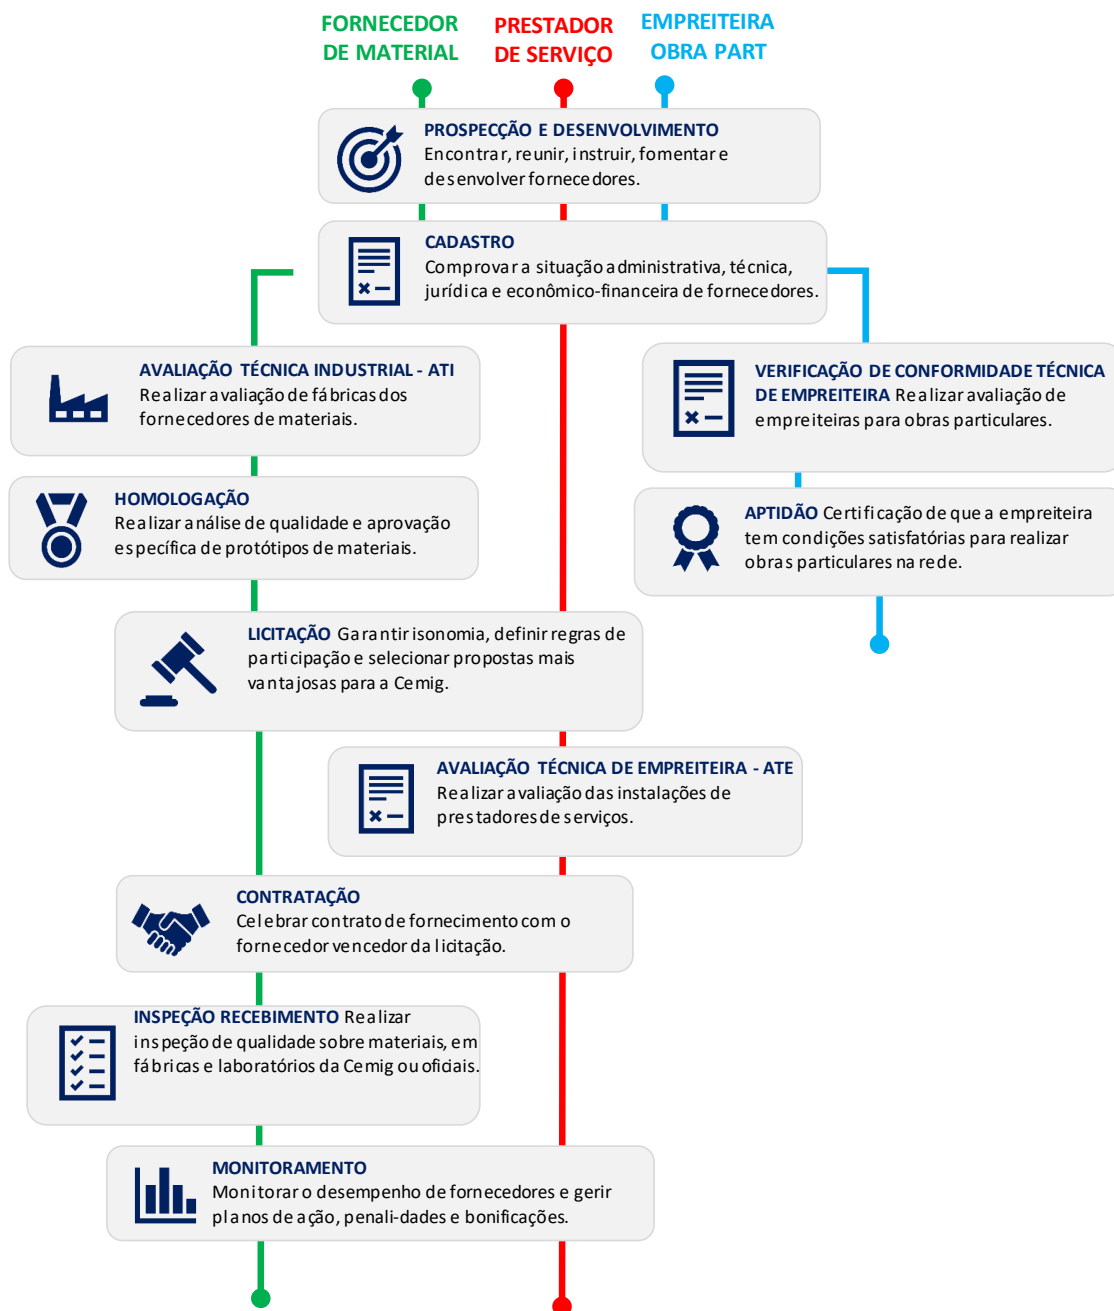 FORNECEDOR
DE MATERIAL
PRESTADOR
DE SERVIÇO
EMPREITEIRA
OBRA PART
PROSPECÇÃO E DESENVOLVIMENTO
Encontrar, reunir, instruir, fomentar e
desenvolver fornecedores.
CADASTRO
Comprovar a situação administrativa, técnica,
jurídica e econômico-financeira de fornecedores.
AVALIAÇÃO TÉCNICA INDUSTRIAL - ATI
Realizar avaliação de fábricas dos
fornecedores de materiais.
VERIFICAÇÃO DE CONFORMIDADE TÉCNICA
DE EMPREITEIRA Realizar avaliação de
empreiteiras para obras particulares.
HOMOLOGAÇÃO
Realizar análise de qualidade e aprovação
específica de protótipos de materiais.
APTIDÃO Certificação de que a empreiteira
tem condições satisfatórias para realizar
obras particulares na rede.
LICITAÇÃO Garantir isonomia, definir regras de
participação e selecionar propostas mais
vantajosas para a Cemig.
AVALIAÇÃO TÉCNICA DE EMPREITEIRA - ATE
Realizar avaliação das instalações de
prestadores de serviços.
CONTRATAÇÃO
Celebrar contrato de fornecimento com o
fornecedor vencedor da licitação.
INSPEÇÃO RECEBIMENTO Realizar
inspeção de qualidade sobre materiais, em
fábricas e laboratórios da Cemig ou oficiais.
MONITORAMENTO
Monitorar o desempenho de fornecedores e gerir
planos de ação, penali-dades e bonificações.